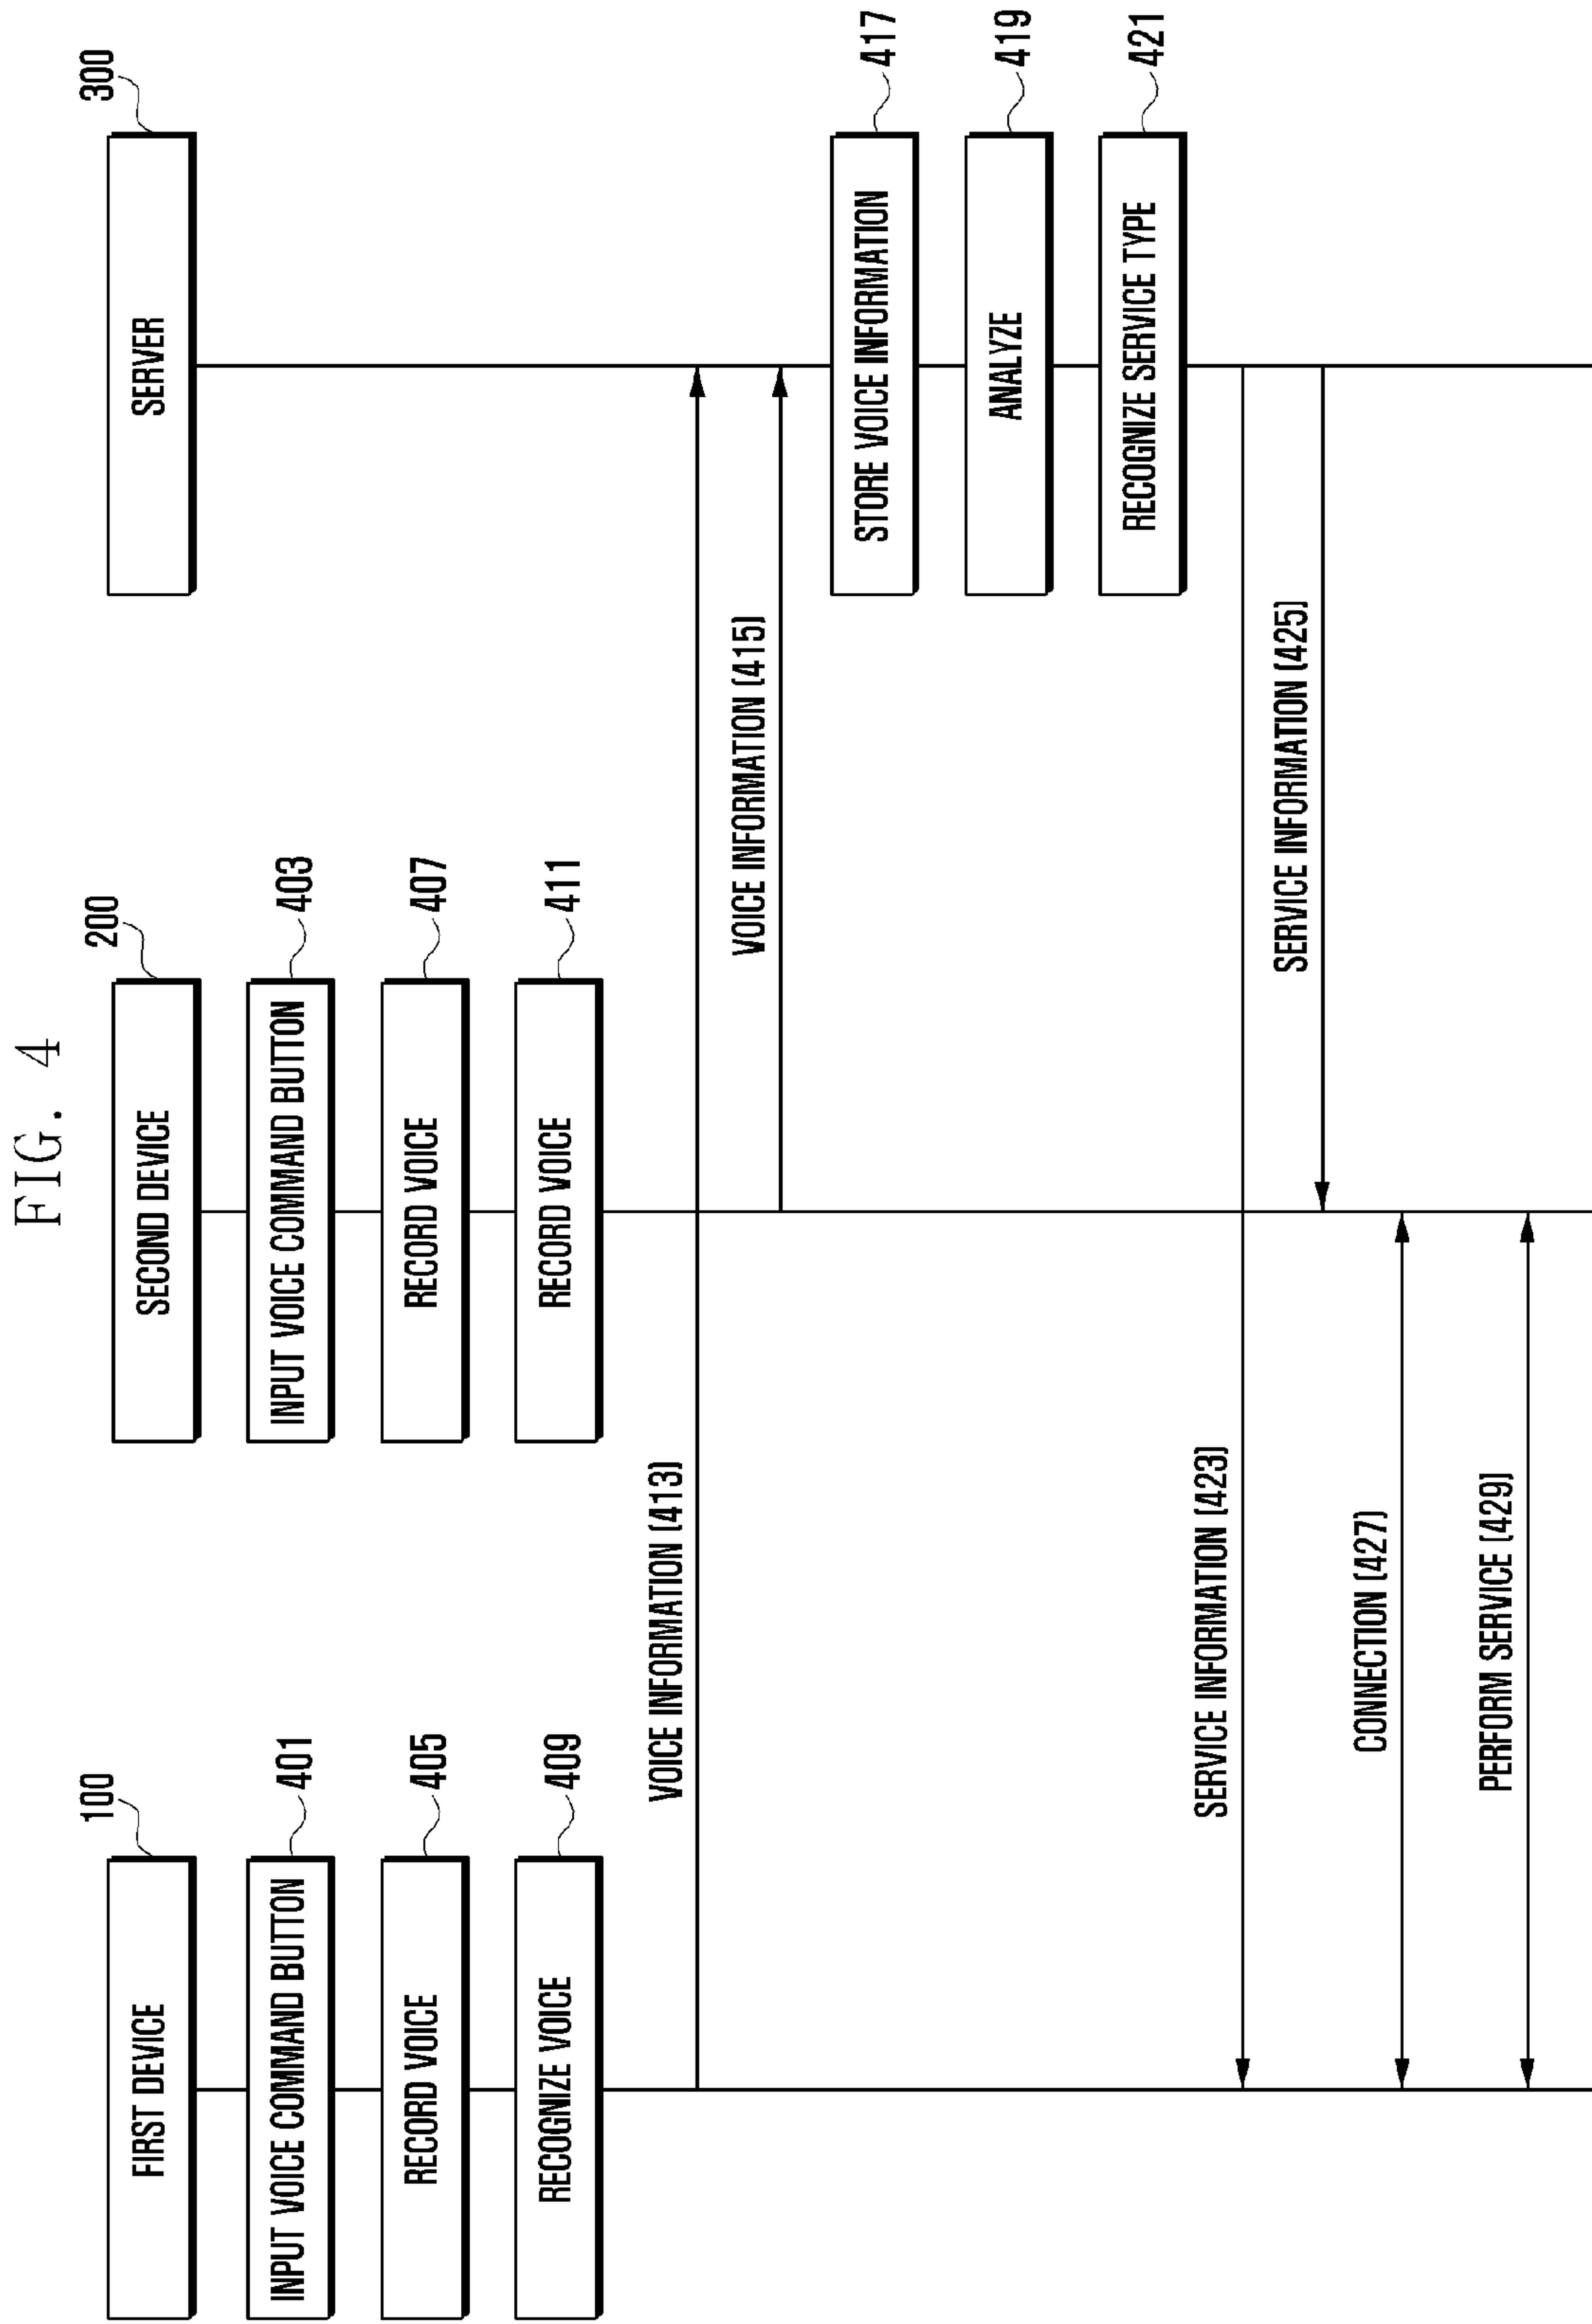 FIG. 4
100
200
300
FIRST DEVICE
SECOND DEVICE
SERVER
401
403
INPUT VOICE COMMAND BUTTON
INPUT VOICE COMMAND BUTTON
405
407
RECORD VOICE
RECORD VOICE
409
411
RECOGNIZE VOICE
RECORD VOICE
VOICE INFORMATION (413)
VOICE INFORMATION (415)
417
STORE VOICE INFORMATION
419
ANALYZE
421
RECOGNIZE SERVICE TYPE
SERVICE INFORMATION (423)
SERVICE INFORMATION (425)
CONNECTION (427)
PERFORM SERVICE (429)